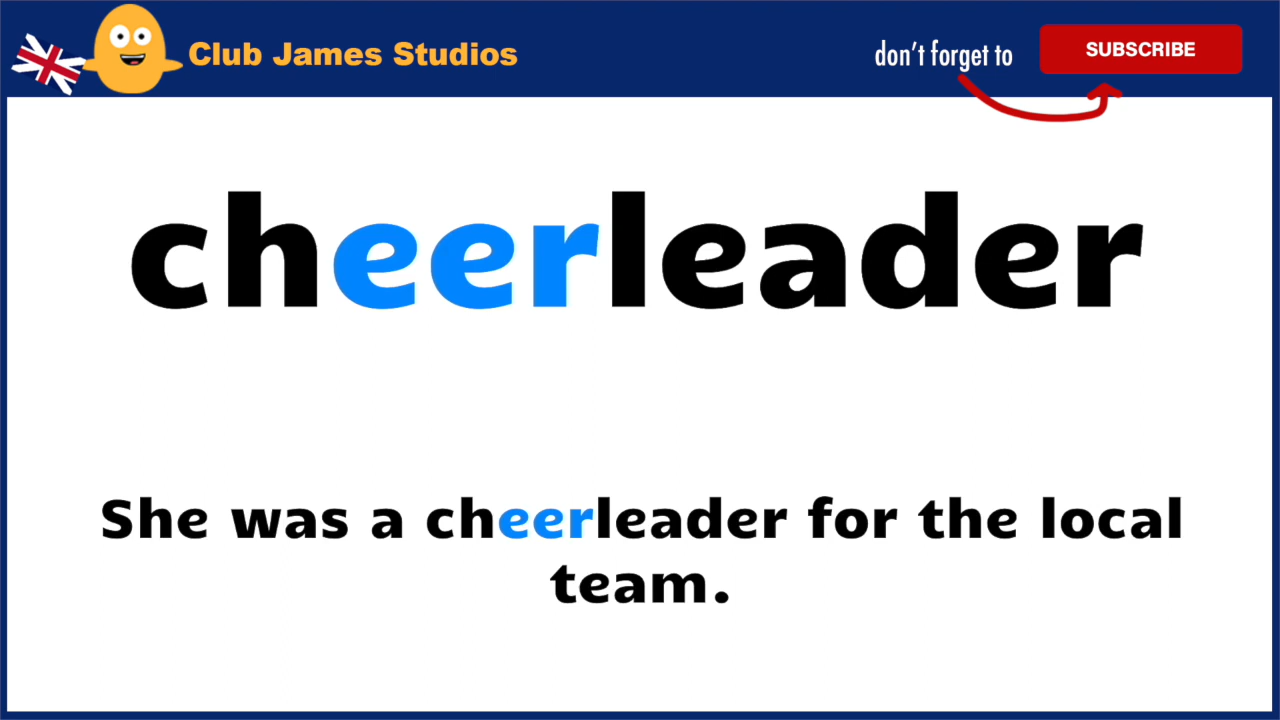 Club James Studios
don't forget to
SUBSCRIBE
cheerleader
She was a cheerleader for the local
team.